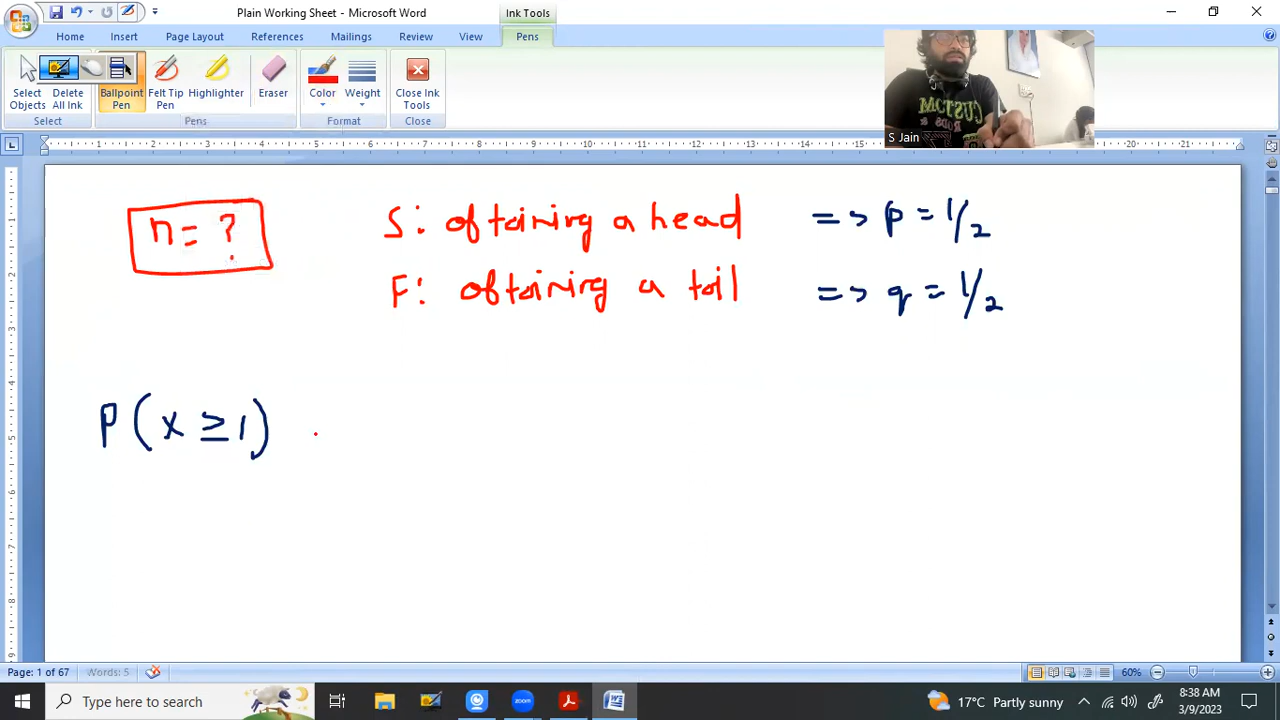 Plain Working Sheet - Microsoft Word
Ink Tools
Home Insert Page Layout References Mailings Review View Pens
Select Objects
Delete All Ink
Ballpoint Pen
Felt Tip Pen
Highlighter
Eraser
Color
Weight
Close Ink Tools
Select Pens Format Close
S Jain
CUSTOM
n = ? S: obtaining a head => p = 1/2
F: obtaining a tail => q = 1/2
P(x ≥ 1)
Page: 1 of 67 Words: 5 60%
Type here to search 17°C Partly sunny 8:38 AM
3/9/2023